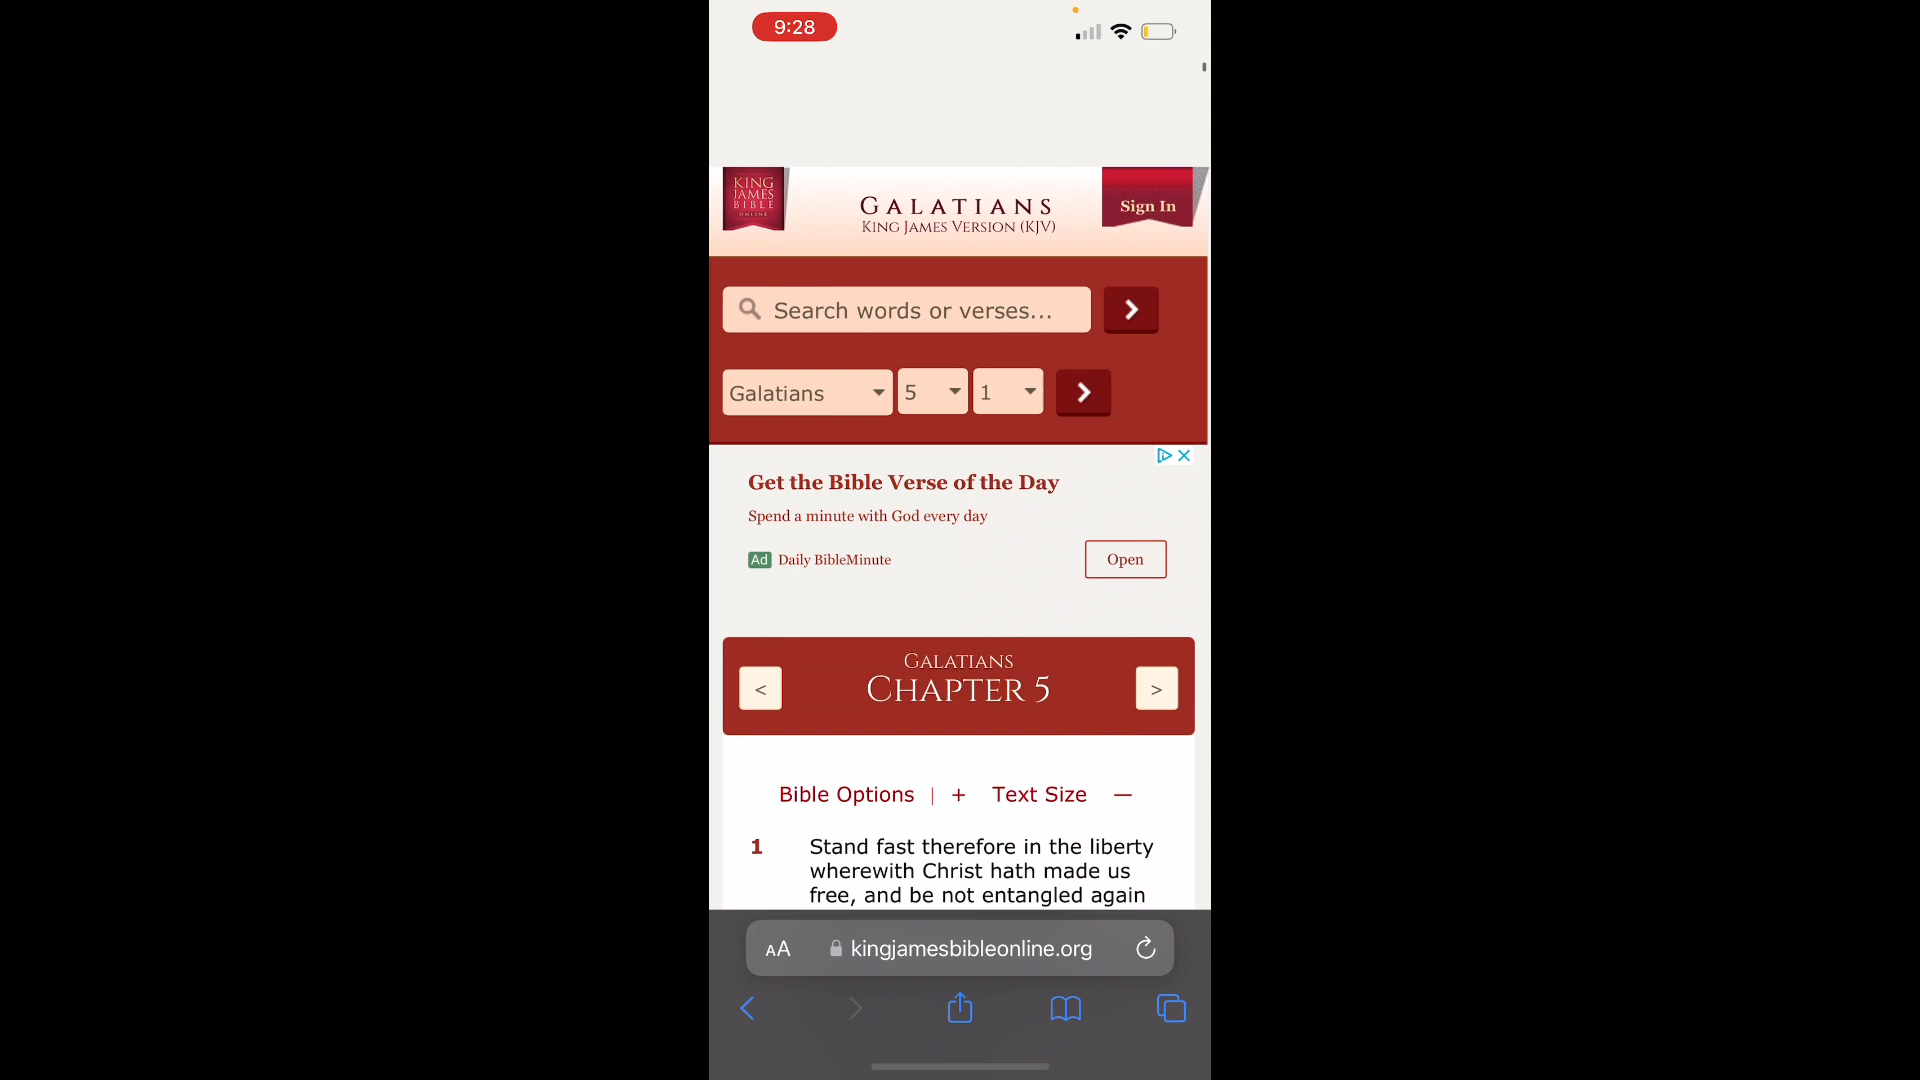 9:28
KING
JAMES
BIBLE
ONLINE
GALATIANS
KING JAMES VERSION (KJV)
Sign In
Search words or verses...
Galatians 5 1
Get the Bible Verse of the Day
Spend a minute with God every day
Ad Daily BibleMinute
Open
GALATIANS
< CHAPTER 5 >
Bible Options | + Text Size —
1 Stand fast therefore in the liberty
wherewith Christ hath made us
free, and be not entangled again
AA kingjamesbibleonline.org